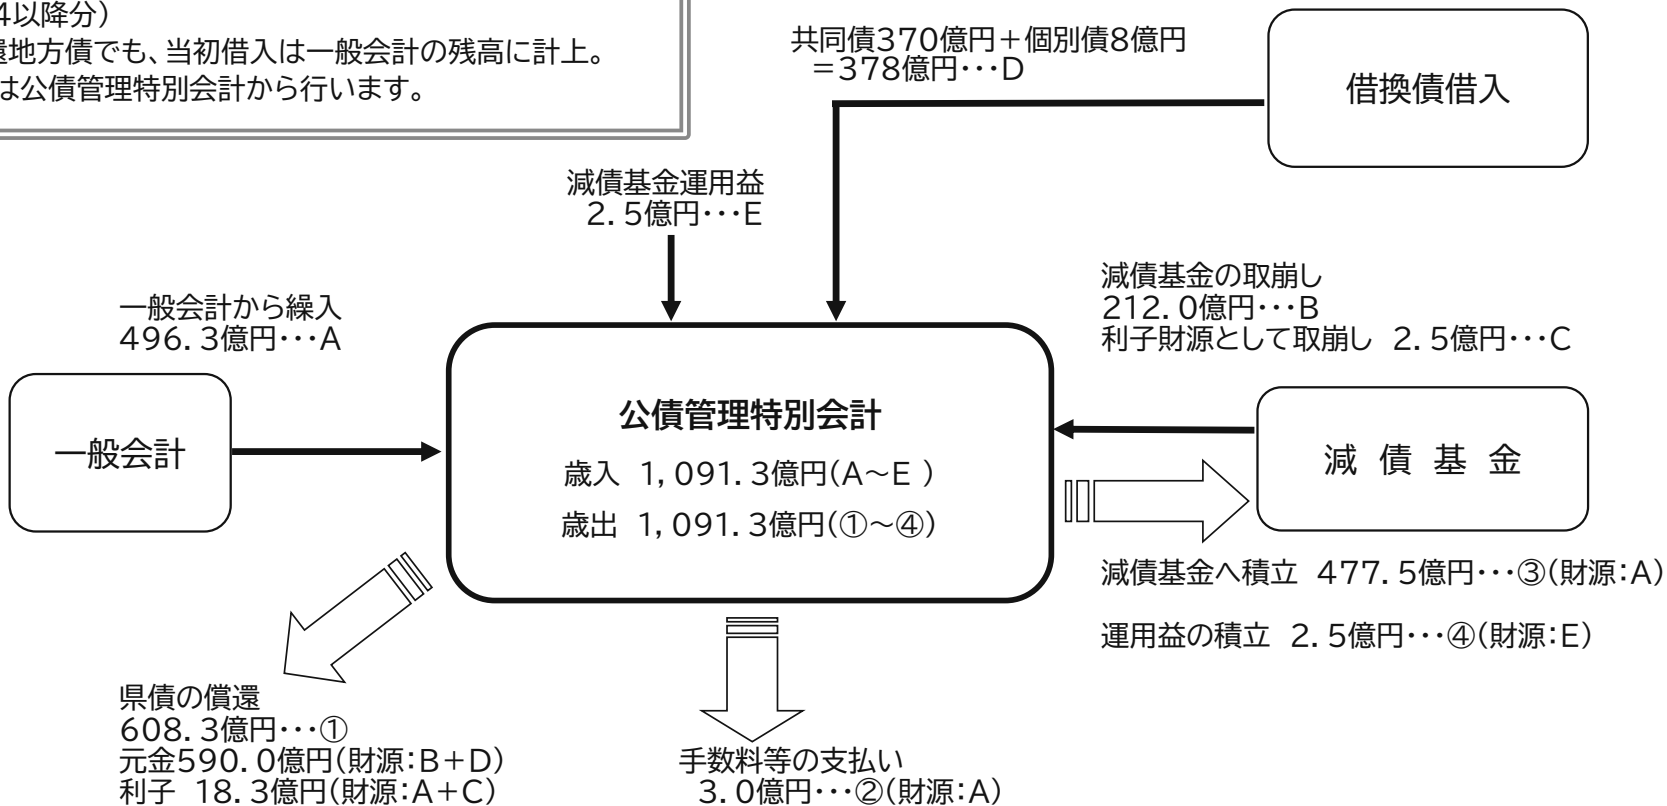 4以降分)
還地方債でも、当初借入は一般会計の残高に計上。
は公債管理特別会計から行います。
共同債370億円+個別債8億円
=378億円・・・D
借換債借入
減債基金運用益
2.5億円・・・E
減債基金の取崩し
212.0億円・・・B
利子財源として取崩し 2.5億円・・・C
一般会計から繰入
496.3億円・・・A
一般会計
公債管理特別会計
歳入 1,091.3億円(A~E )
歳出 1,091.3億円(①~④)
減 債 基 金
減債基金へ積立 477.5億円・・・③(財源:A)
運用益の積立 2.5億円・・・④(財源:E)
県債の償還
608.3億円・・・①
元金590.0億円(財源:B+D)
利子 18.3億円(財源:A+C)
手数料等の支払い
3.0億円・・・②(財源:A)